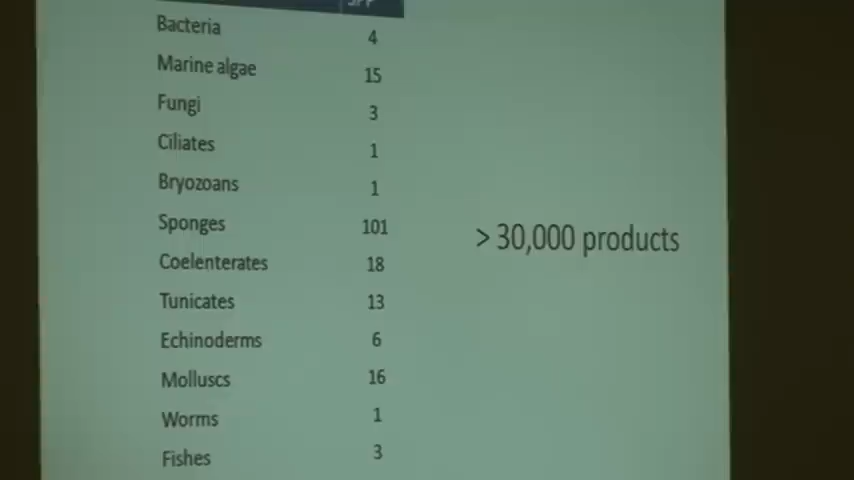 Bacteria 4
Marine algae 15
Fungi 3
Ciliates 1
Bryozoans 1
Sponges 101
> 30,000 products
Coelenterates 18
Tunicates 13
Echinoderms 6
Molluscs 16
Worms 1
Fishes 3